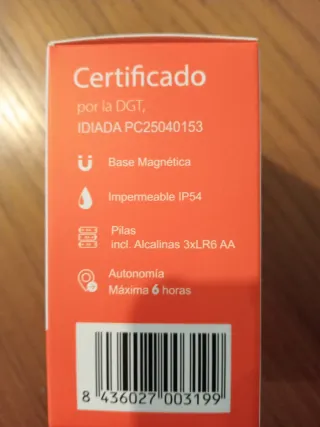 Certificado
por la DGT,
IDIADA PC25040153
Base Magnética
Impermeable IP54
Pilas
incl. Alcalinas 3xLR6 AA
Autonomía
Máxima 6 horas
8 436027 003199